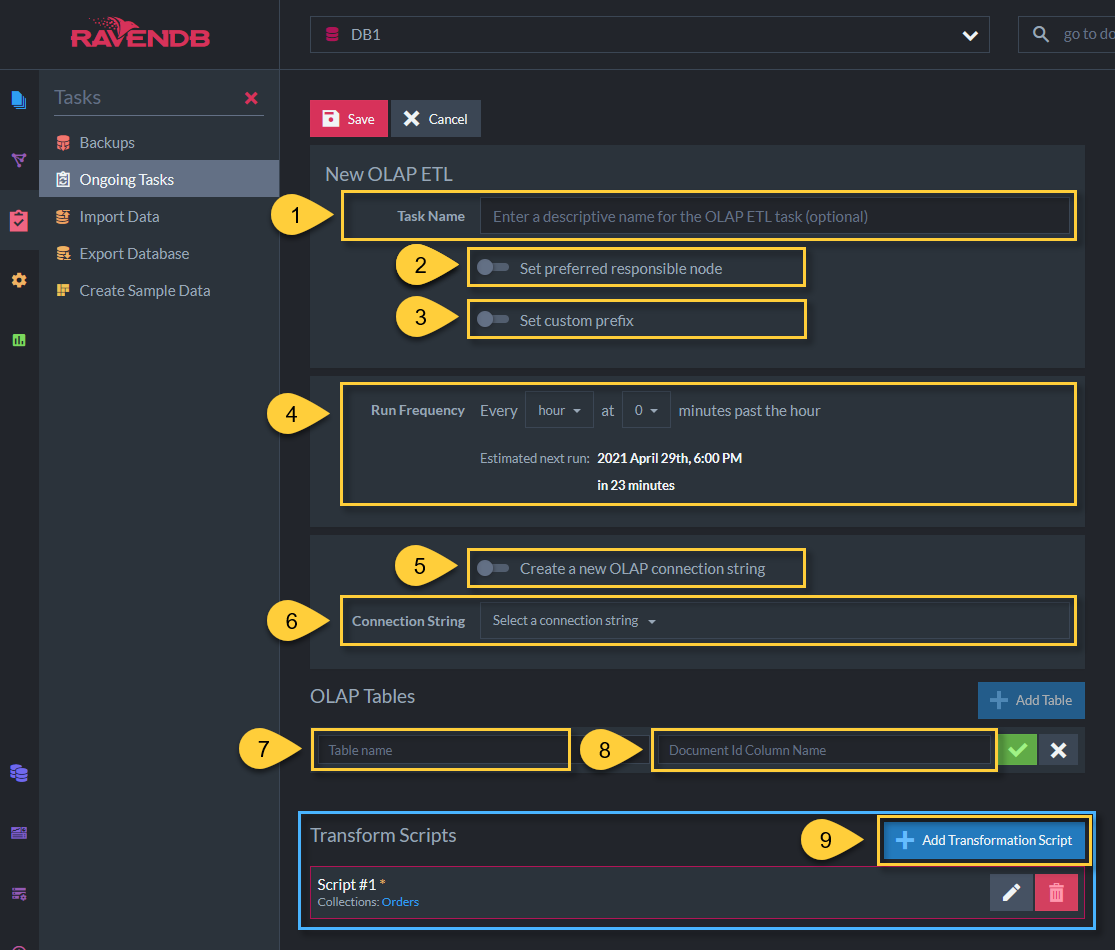 RAVENDB
DB1
go to do
Tasks
Backups
Ongoing Tasks
Import Data
Export Database
Create Sample Data
Save
Cancel
New OLAP ETL
1
Task Name
Enter a descriptive name for the OLAP ETL task (optional)
2
Set preferred responsible node
3
Set custom prefix
4
Run Frequency Every hour at 0 minutes past the hour
Estimated next run: 2021 April 29th, 6:00 PM
in 23 minutes
5
Create a new OLAP connection string
6
Connection String
Select a connection string
OLAP Tables
Add Table
7
Table name
8
Document Id Column Name
Transform Scripts
9
Add Transformation Script
Script #1 *
Collections: Orders